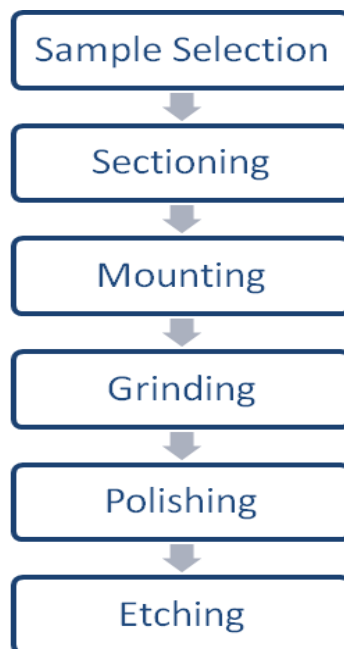 Sample Selection
Sectioning
Mounting
Grinding
Polishing
Etching